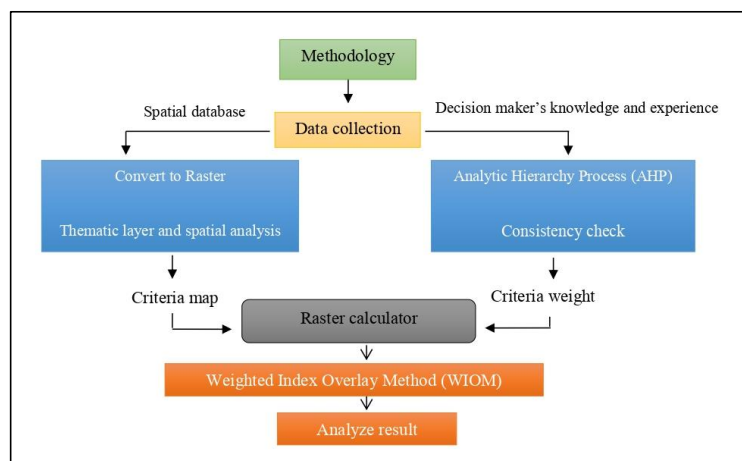 Methodology
Spatial database
Decision maker's knowledge and experience
Data collection
Convert to Raster
Thematic layer and spatial analysis
Analytic Hierarchy Process (AHP)
Consistency check
Criteria map
Criteria weight
Raster calculator
Weighted Index Overlay Method (WIOM)
Analyze result